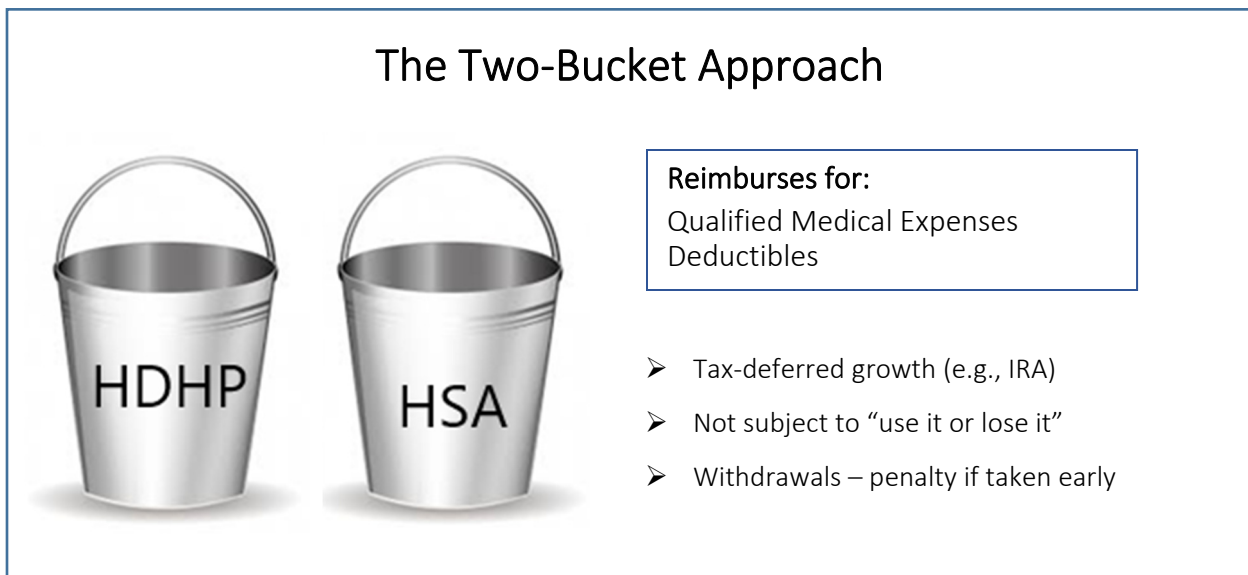 The Two-Bucket Approach
HDHP
HSA
Reimburses for:
Qualified Medical Expenses
Deductibles
➢ Tax-deferred growth (e.g., IRA)
➢ Not subject to “use it or lose it”
➢ Withdrawals – penalty if taken early